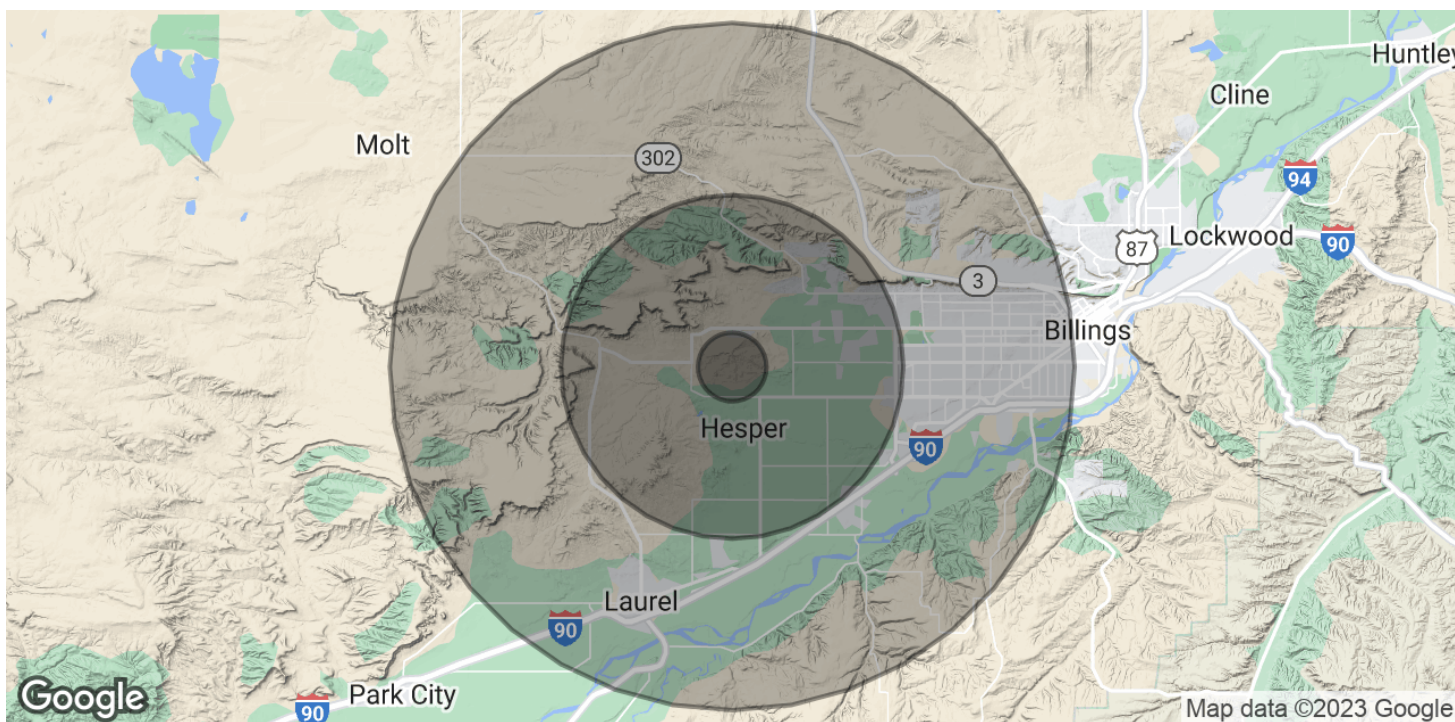 Huntley
Cline
Molt
302
94
87
Lockwood
90
3
Billings
Hesper
90
Laurel
90
Park City
90
Google
Map data ©2023 Google